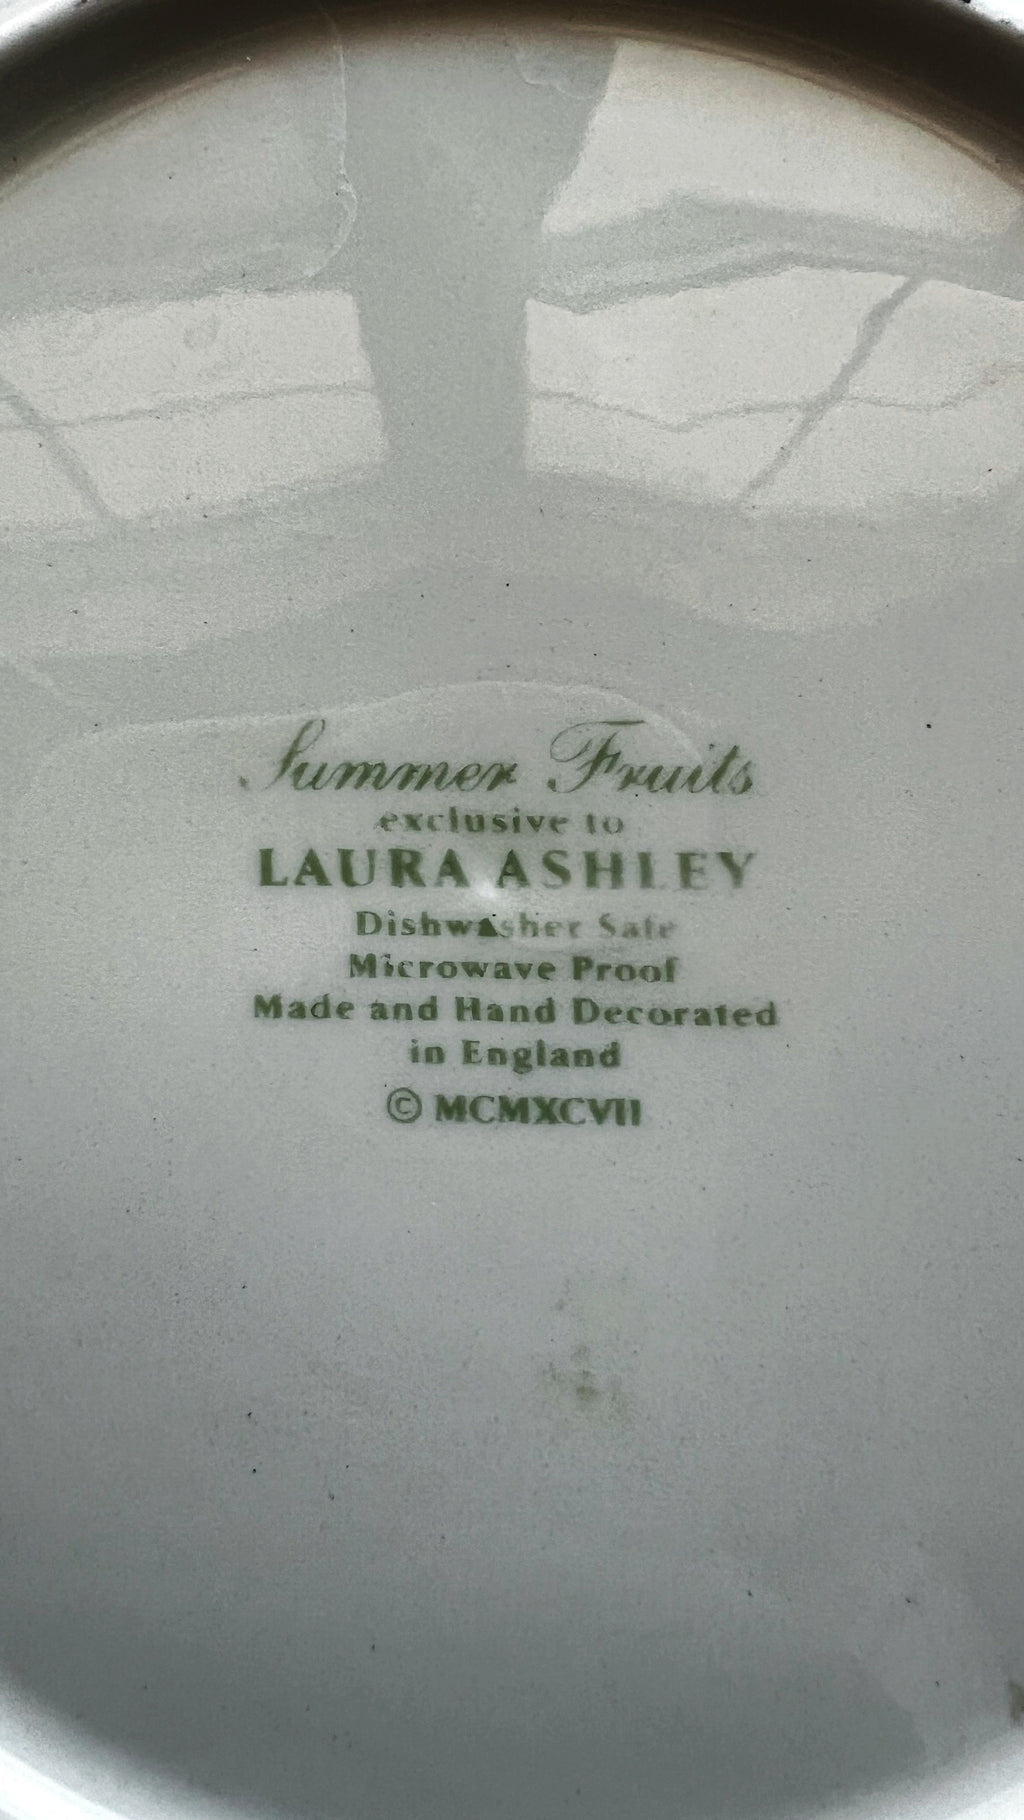 Summer Fruits
exclusive to
LAURA ASHLEY
Dishwasher Safe
Microwave Proof
Made and Hand Decorated
in England
© MCMXCVII